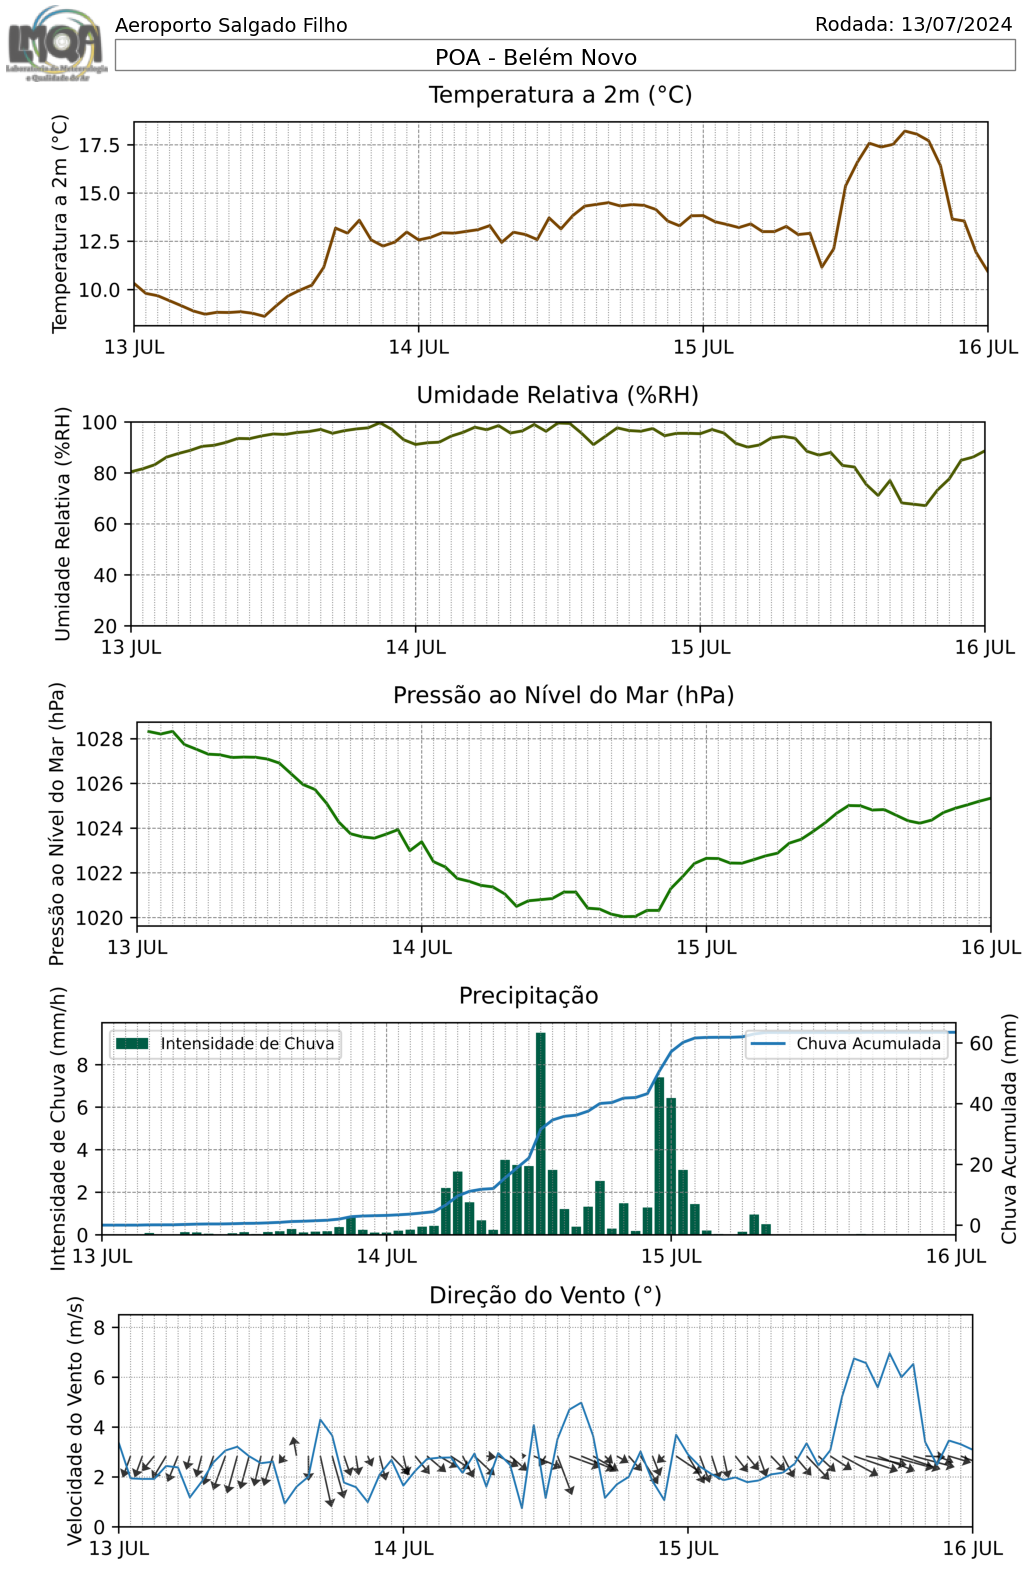 Aeroporto Salgado Filho
Rodada: 13/07/2024
LMQA
Laboratório de Meteorologia
e Qualidade do Ar
POA - Belém Novo
Temperatura a 2m (°C)
Temperatura a 2m (°C)
17.5
15.0
12.5
10.0
13 JUL 14 JUL 15 JUL 16 JUL
Umidade Relativa (%RH)
Umidade Relativa (%RH)
100
80
60
40
20
13 JUL 14 JUL 15 JUL 16 JUL
Pressão ao Nível do Mar (hPa)
Pressão ao Nível do Mar (hPa)
1028
1026
1024
1022
1020
13 JUL 14 JUL 15 JUL 16 JUL
Precipitação
Intensidade de Chuva (mm/h)
Intensidade de Chuva
Chuva Acumulada
8
6
4
2
0
60
40
20
0
Chuva Acumulada (mm)
13 JUL 14 JUL 15 JUL 16 JUL
Direção do Vento (°)
Velocidade do Vento (m/s)
8
6
4
2
0
13 JUL 14 JUL 15 JUL 16 JUL